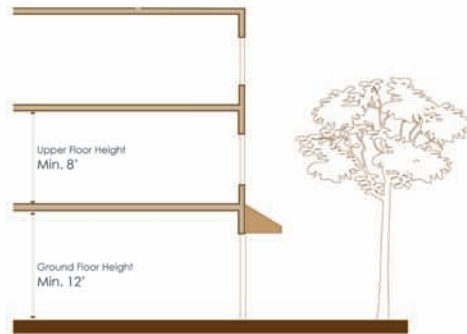 Upper Floor Height
Min. 8'
Ground Floor Height
Min. 12'